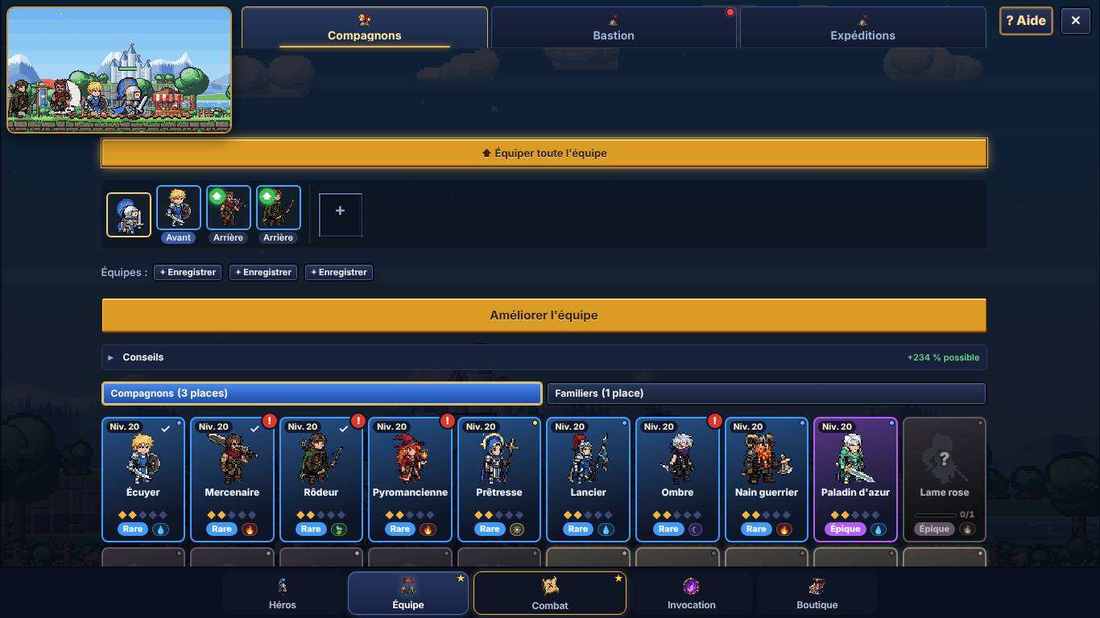 Compagnons
Bastion
Expéditions
? Aide
×
Équiper toute l'équipe
Avant
Arrière
Arrière
+
Équipes :
+ Enregistrer
+ Enregistrer
+ Enregistrer
Améliorer l'équipe
Conseils
+234 % possible
Compagnons (3 places)
Familiers (1 place)
Niv. 20
Niv. 20
!
Niv. 20
!
Niv. 20
!
Niv. 20
Niv. 20
Niv. 20
!
Niv. 20
Niv. 20
?
Écuyer
Mercenaire
Rôdeur
Pyromancienne
Prêtresse
Lancier
Ombre
Nain guerrier
Paladin d'azur
Lame rose
0/1
Rare
Rare
Rare
Rare
Rare
Rare
Rare
Rare
Épique
Épique
Héros
Équipe
Combat
Invocation
Boutique